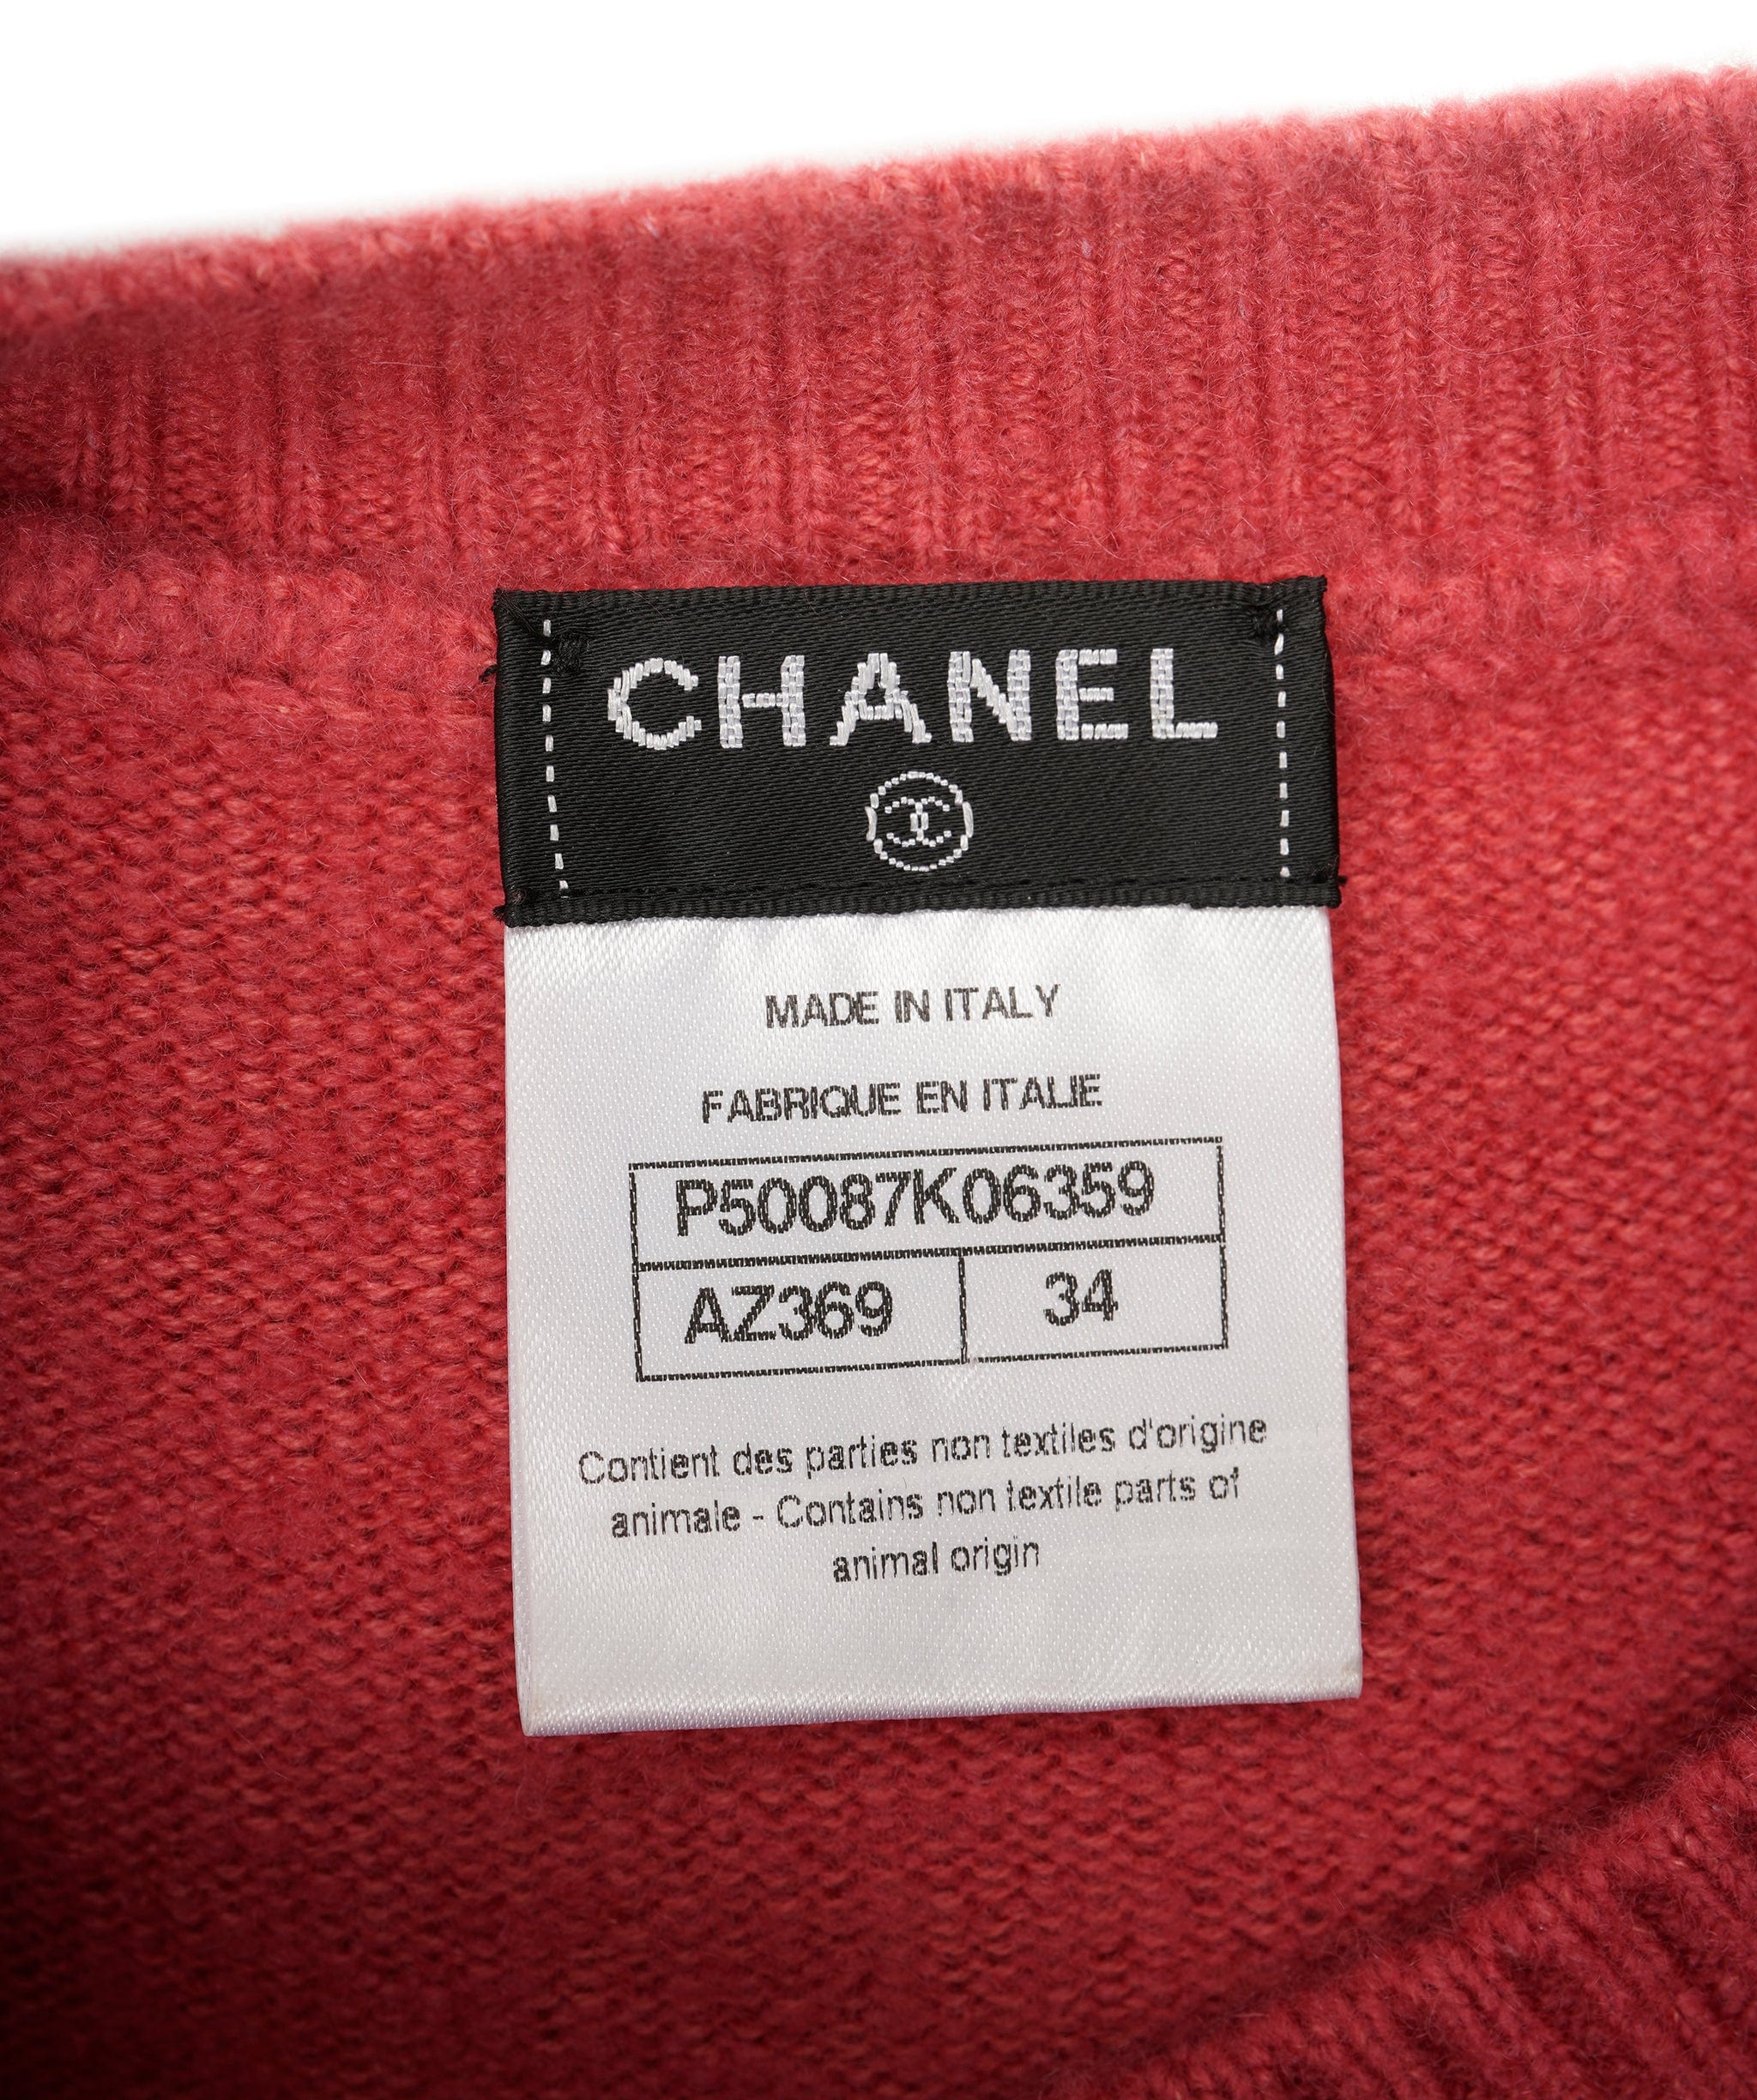 CHANEL
MADE IN ITALY
FABRIQUE EN ITALIE
P50087K06359
AZ369 34
Contient des parties non textiles d'origine
animale - Contains non textile parts of
animal origin